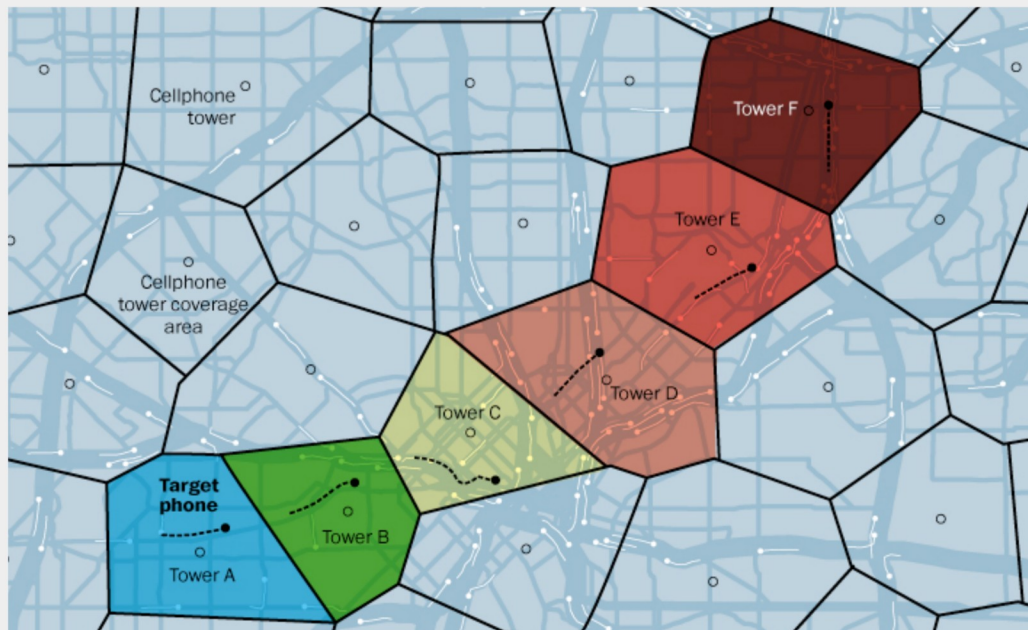 Cellphone
tower
Tower F
Tower E
Cellphone
tower coverage
area
Tower D
Tower C
Target
phone
Tower B
Tower A